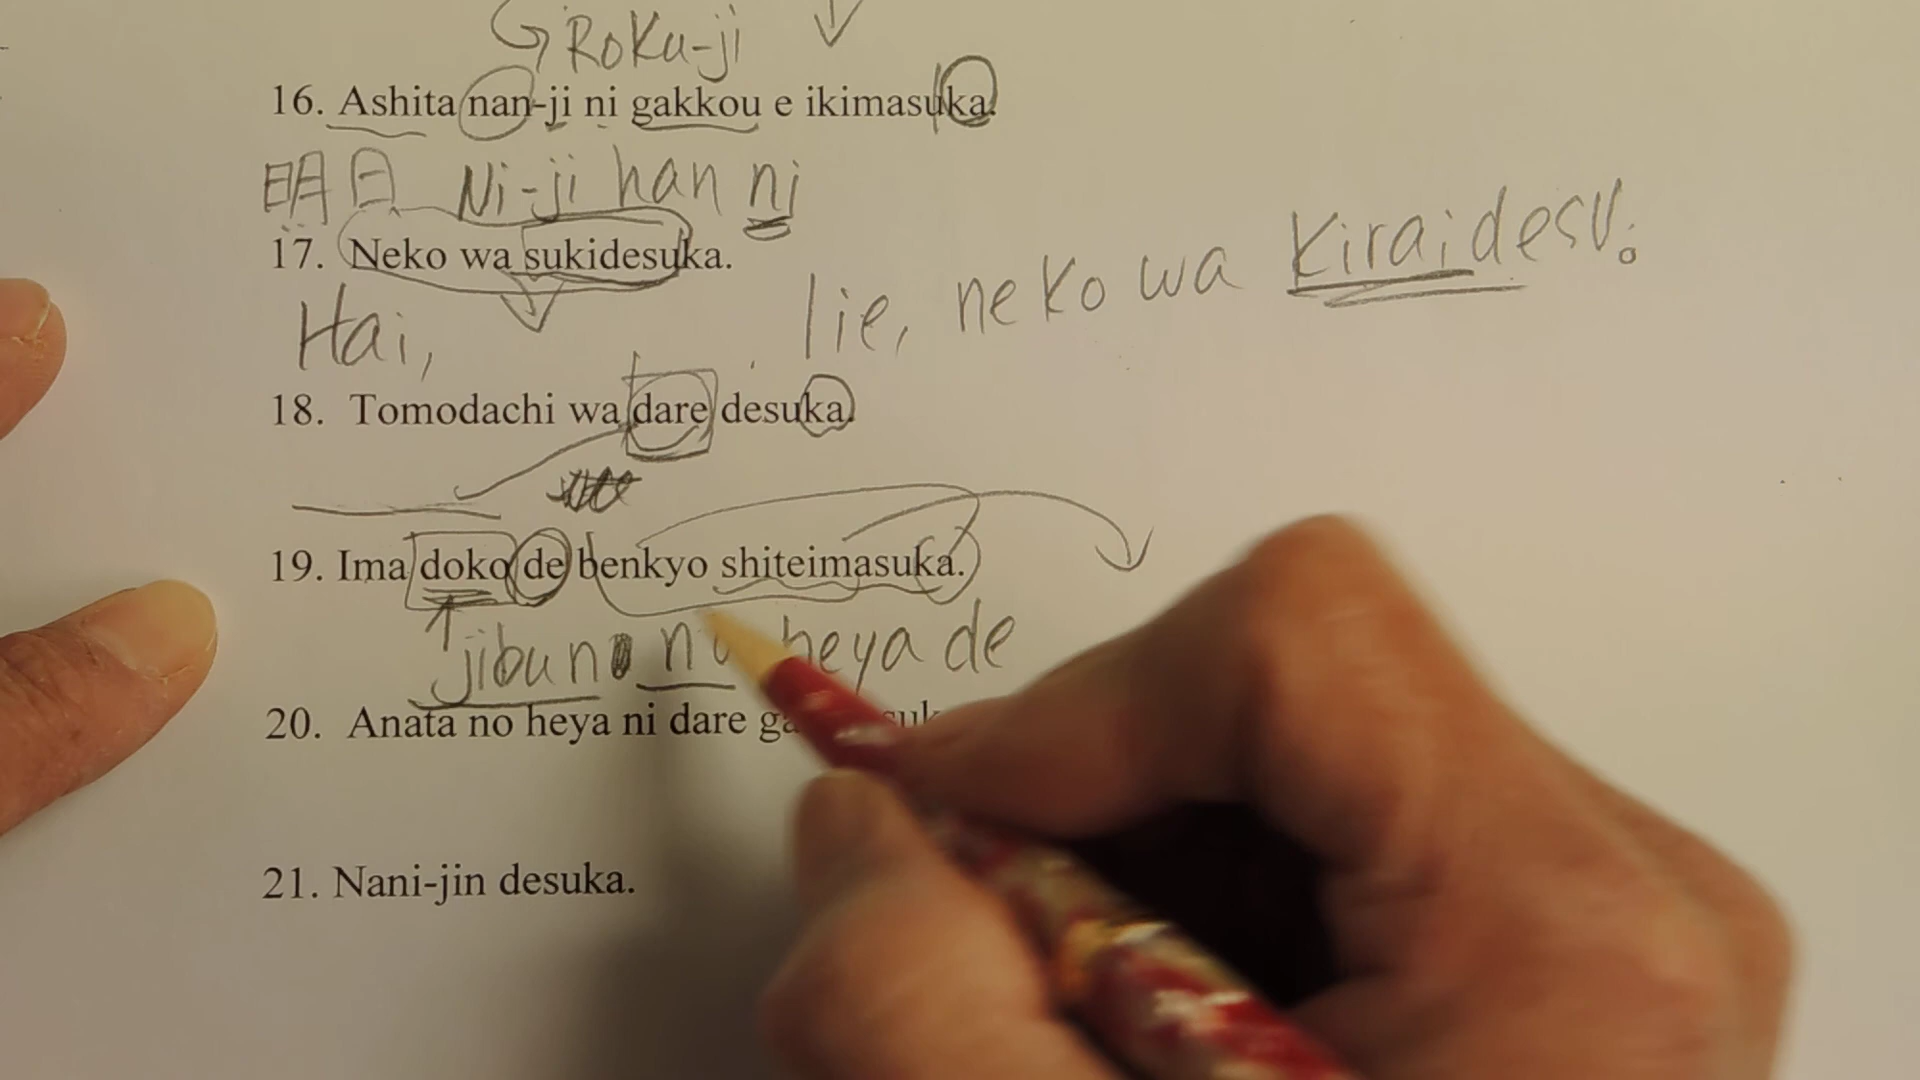 Roku-ji
16. Ashita nan-ji ni gakkou e ikimasuka.
明日 Ni-ji han ni
17. Neko wa sukidesuka.
Hai, Iie, neko wa kiraidesu.
18. Tomodachi wa dare desuka.
19. Ima doko de benkyo shiteimasuka.
jibun heya de
20. Anata no heya ni dare
21. Nani-jin desuka.